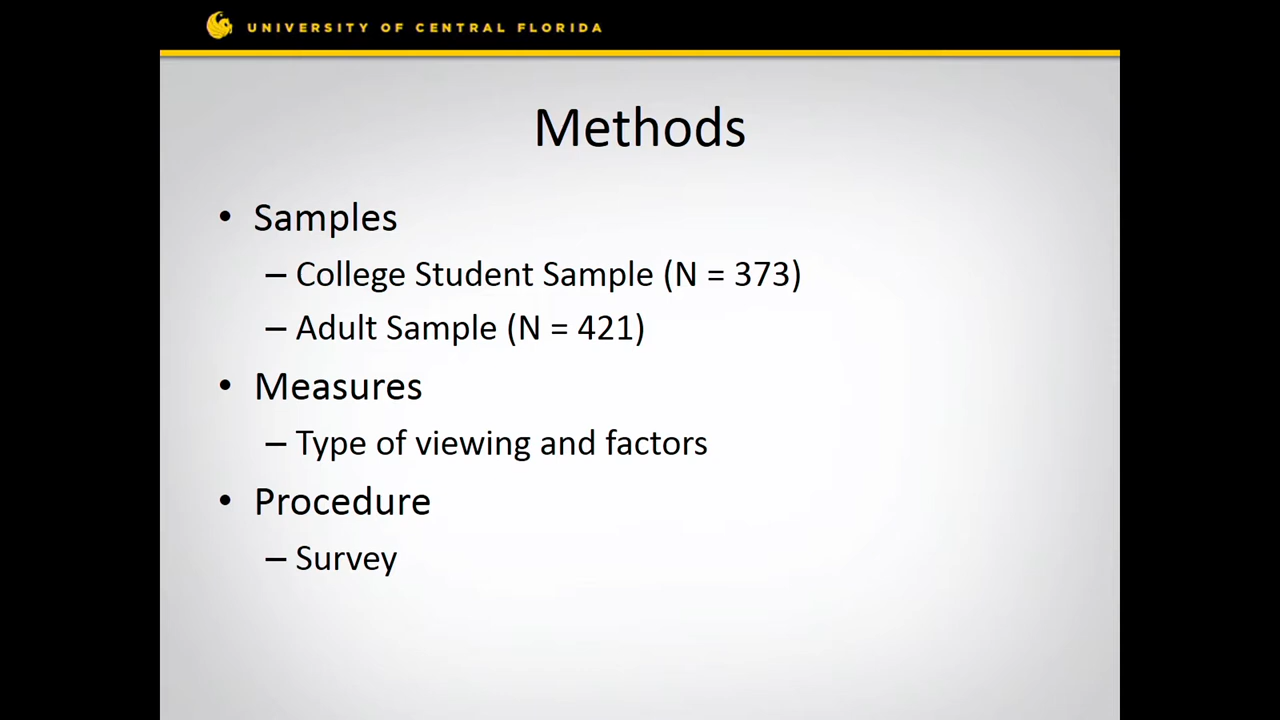 UNIVERSITY OF CENTRAL FLORIDA
Methods
• Samples
– College Student Sample (N = 373)
– Adult Sample (N = 421)
• Measures
– Type of viewing and factors
• Procedure
– Survey